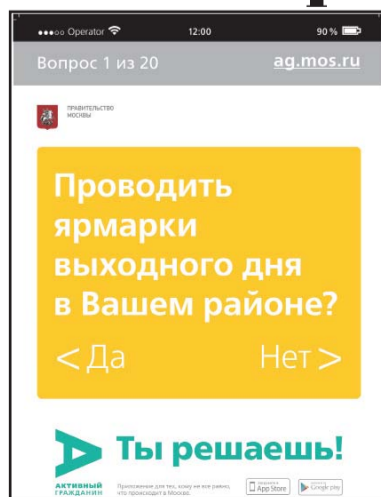 Operator 12:00 90 %
Вопрос 1 из 20 ag.mos.ru
ПРАВИТЕЛЬСТВО
МОСКВЫ
Проводить
ярмарки
выходного дня
в Вашем районе?
< Да Нет >
Ты решаешь!
АКТИВНЫЙ
ГРАЖДАНИН
Приложение для тех, кому не все равно,
что происходит в Москве.
App Store Google play